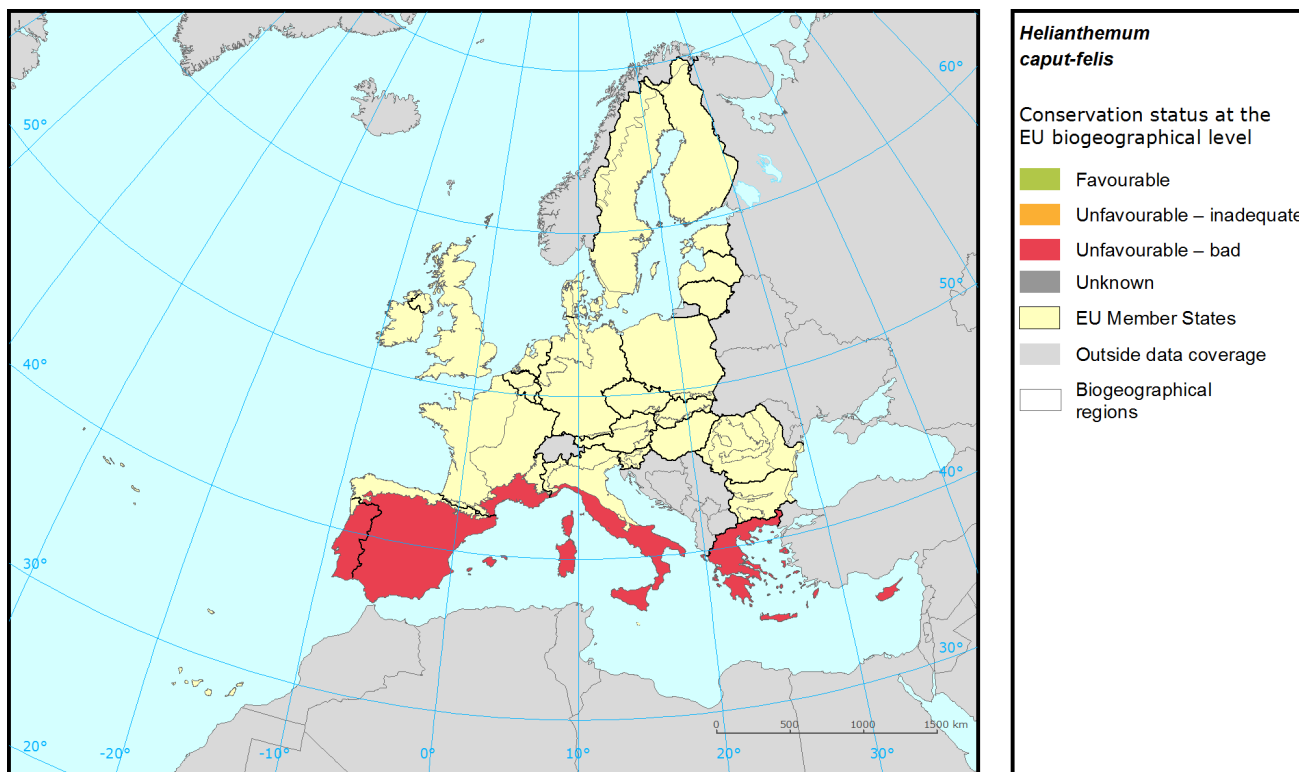 Helianthemum
caput-felis
Conservation status at the
EU biogeographical level
Favourable
Unfavourable – inadequate
Unfavourable – bad
Unknown
EU Member States
Outside data coverage
Biogeographical
regions
60°
50°
50°
40°
40°
30°
30°
20°
-20°
-10°
0°
10°
20°
30°
0
500
1000
1500 km